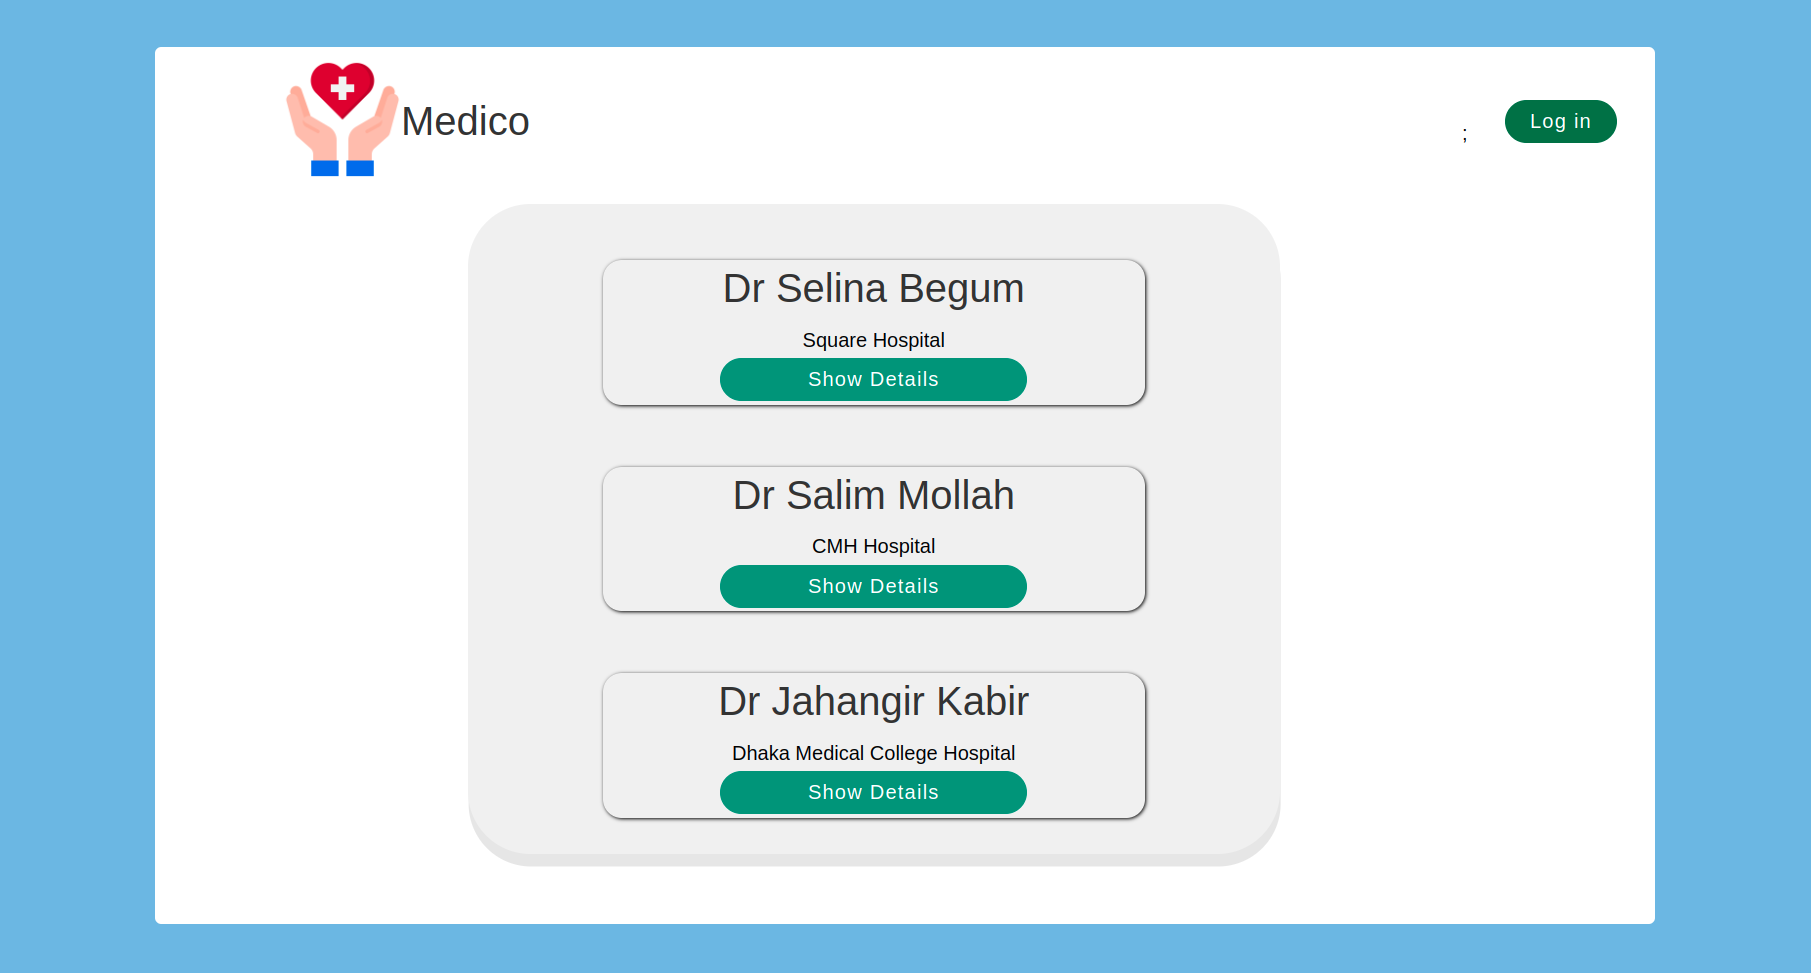 Medico
;
Log in
Dr Selina Begum
Square Hospital
Show Details
Dr Salim Mollah
CMH Hospital
Show Details
Dr Jahangir Kabir
Dhaka Medical College Hospital
Show Details